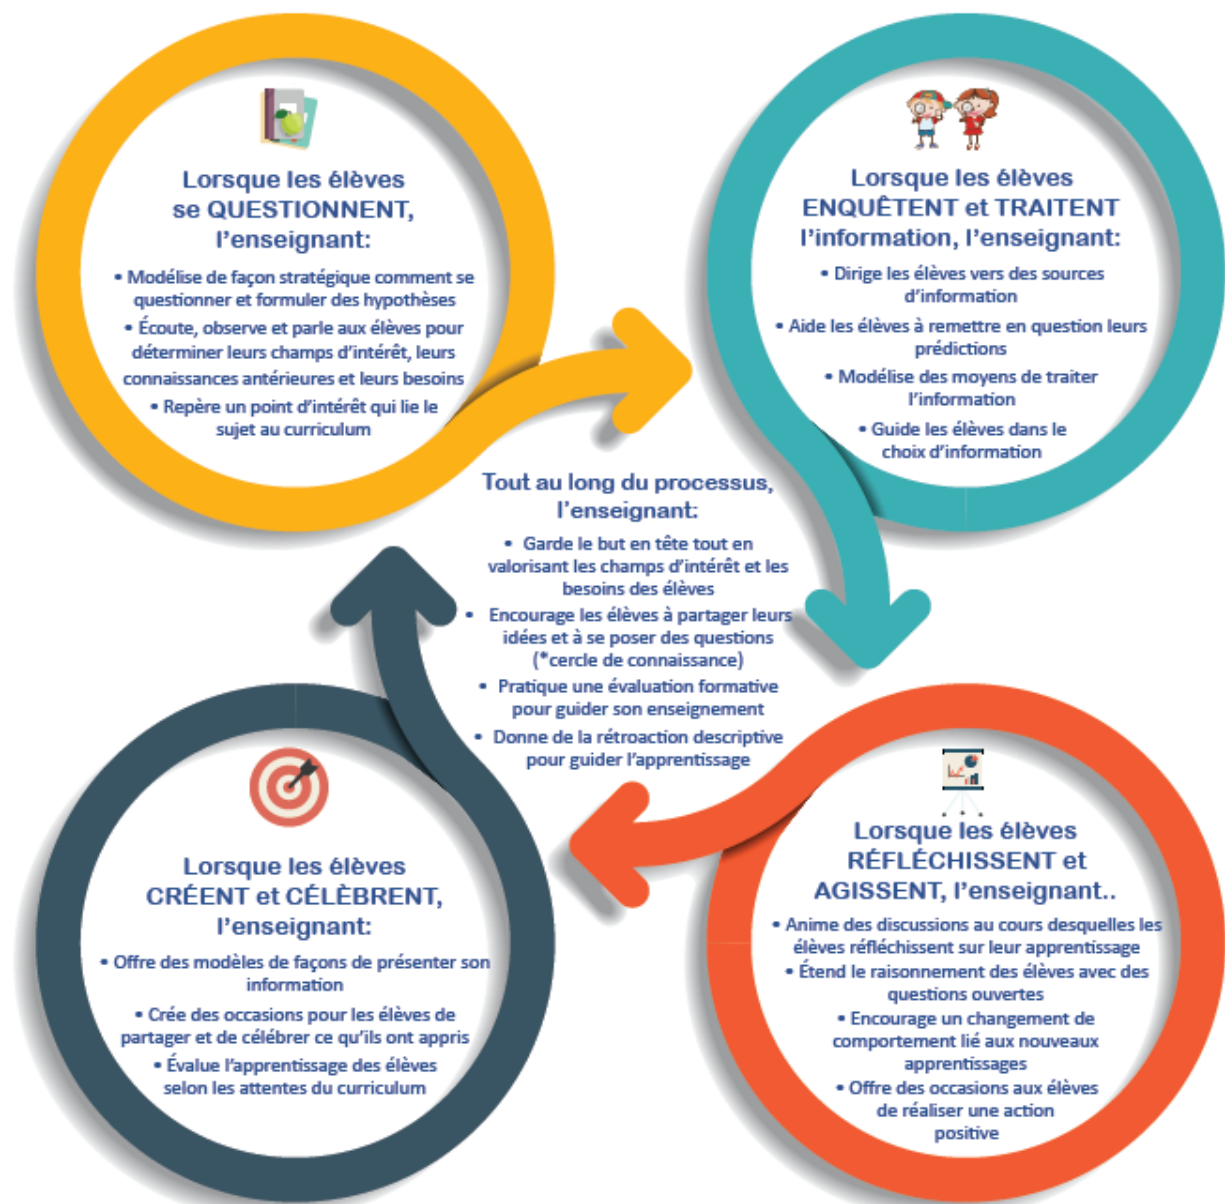 Lorsque les élèves
se QUESTIONNENT,
l'enseignant:
• Modélise de façon stratégique comment se
questionner et formuler des hypothèses
• Écoute, observe et parle aux élèves pour
déterminer leurs champs d'intérêt, leurs
connaissances antérieures et leurs besoins
• Repère un point d'intérêt qui lie le
sujet au curriculum
Lorsque les élèves
ENQUÊTENT et TRAITENT
l'information, l'enseignant:
• Dirige les élèves vers des sources
d'information
• Aide les élèves à remettre en question leurs
prédictions
• Modélise des moyens de traiter
l'information
• Guide les élèves dans le
choix d'information
Tout au long du processus,
l'enseignant:
• Garde le but en tête tout en
valorisant les champs d'intérêt et les
besoins des élèves
• Encourage les élèves à partager leurs
idées et à se poser des questions
(*cercle de connaissance)
• Pratique une évaluation formative
pour guider son enseignement
• Donne de la rétroaction descriptive
pour guider l'apprentissage
Lorsque les élèves
RÉFLÉCHISSENT et
AGISSENT, l'enseignant..
• Anime des discussions au cours desquelles les
élèves réfléchissent sur leur apprentissage
• Étend le raisonnement des élèves avec des
questions ouvertes
• Encourage un changement de
comportement lié aux nouveaux
apprentissages
• Offre des occasions aux élèves
de réaliser une action
positive
Lorsque les élèves
CRÉENT et CÉLÈBRENT,
l'enseignant:
• Offre des modèles de façons de présenter son
information
• Crée des occasions pour les élèves de
partager et de célébrer ce qu'ils ont appris
• Évalue l'apprentissage des élèves
selon les attentes du curriculum